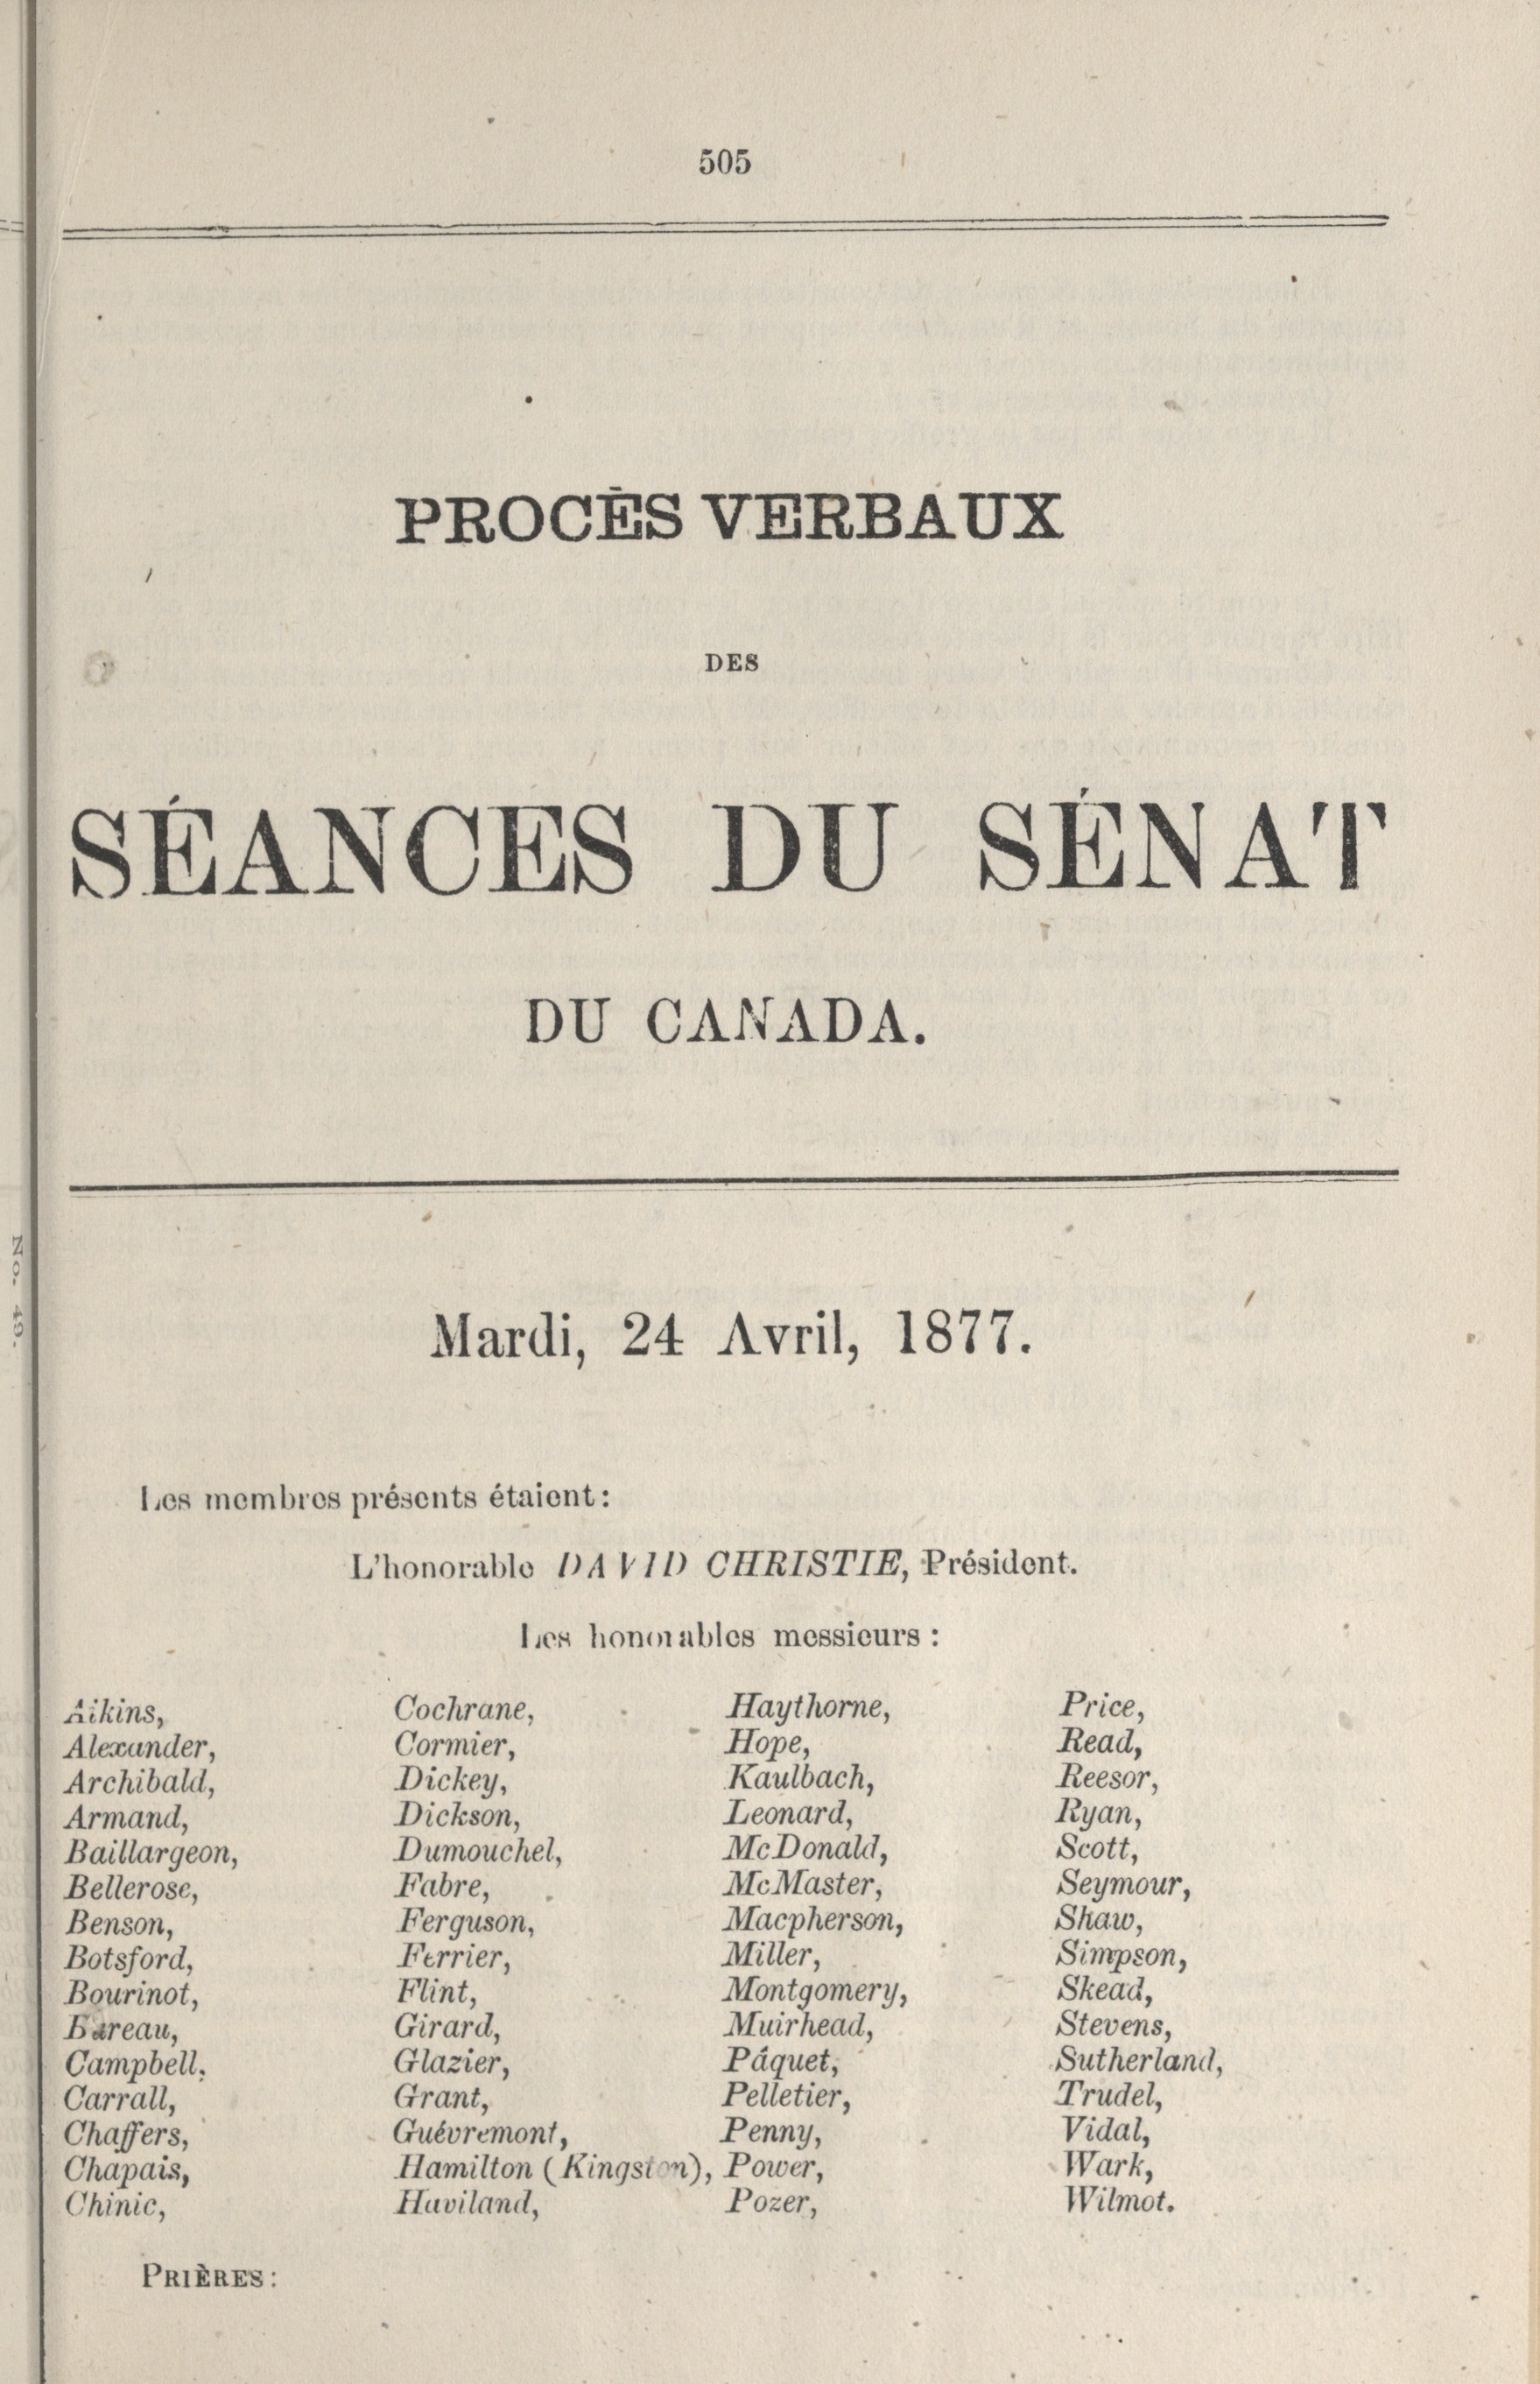 505
PROCÈS VERBAUX
DES
SÉANCES DU SÉNAT
DU CANADA.
Mardi, 24 Avril, 1877.
Les membres présents étaient:
L'honorable DAVID CHRISTIE, Président.
Les honorables messieurs:
Aikins, Cochrane, Haythorne, Price,
Alexander, Cormier, Hope, Read,
Archibald, Dickey, Kaulbach, Reesor,
Armand, Dickson, Leonard, Ryan,
Baillargeon, Dumouchel, McDonald, Scott,
Bellerose, Fabre, McMaster, Seymour,
Benson, Ferguson, Macpherson, Shaw,
Botsford, Ferrier, Miller, Simpson,
Bourinot, Flint, Montgomery, Skead,
Bureau, Girard, Muirhead, Stevens,
Campbell, Glazier, Pâquet, Sutherland,
Carrall, Grant, Pelletier, Trudel,
Chaffers, Guévremont, Penny, Vidal,
Chapais, Hamilton (Kingston), Power, Wark,
Chinic, Haviland, Pozer, Wilmot.
PRIÈRES:
No. 49.